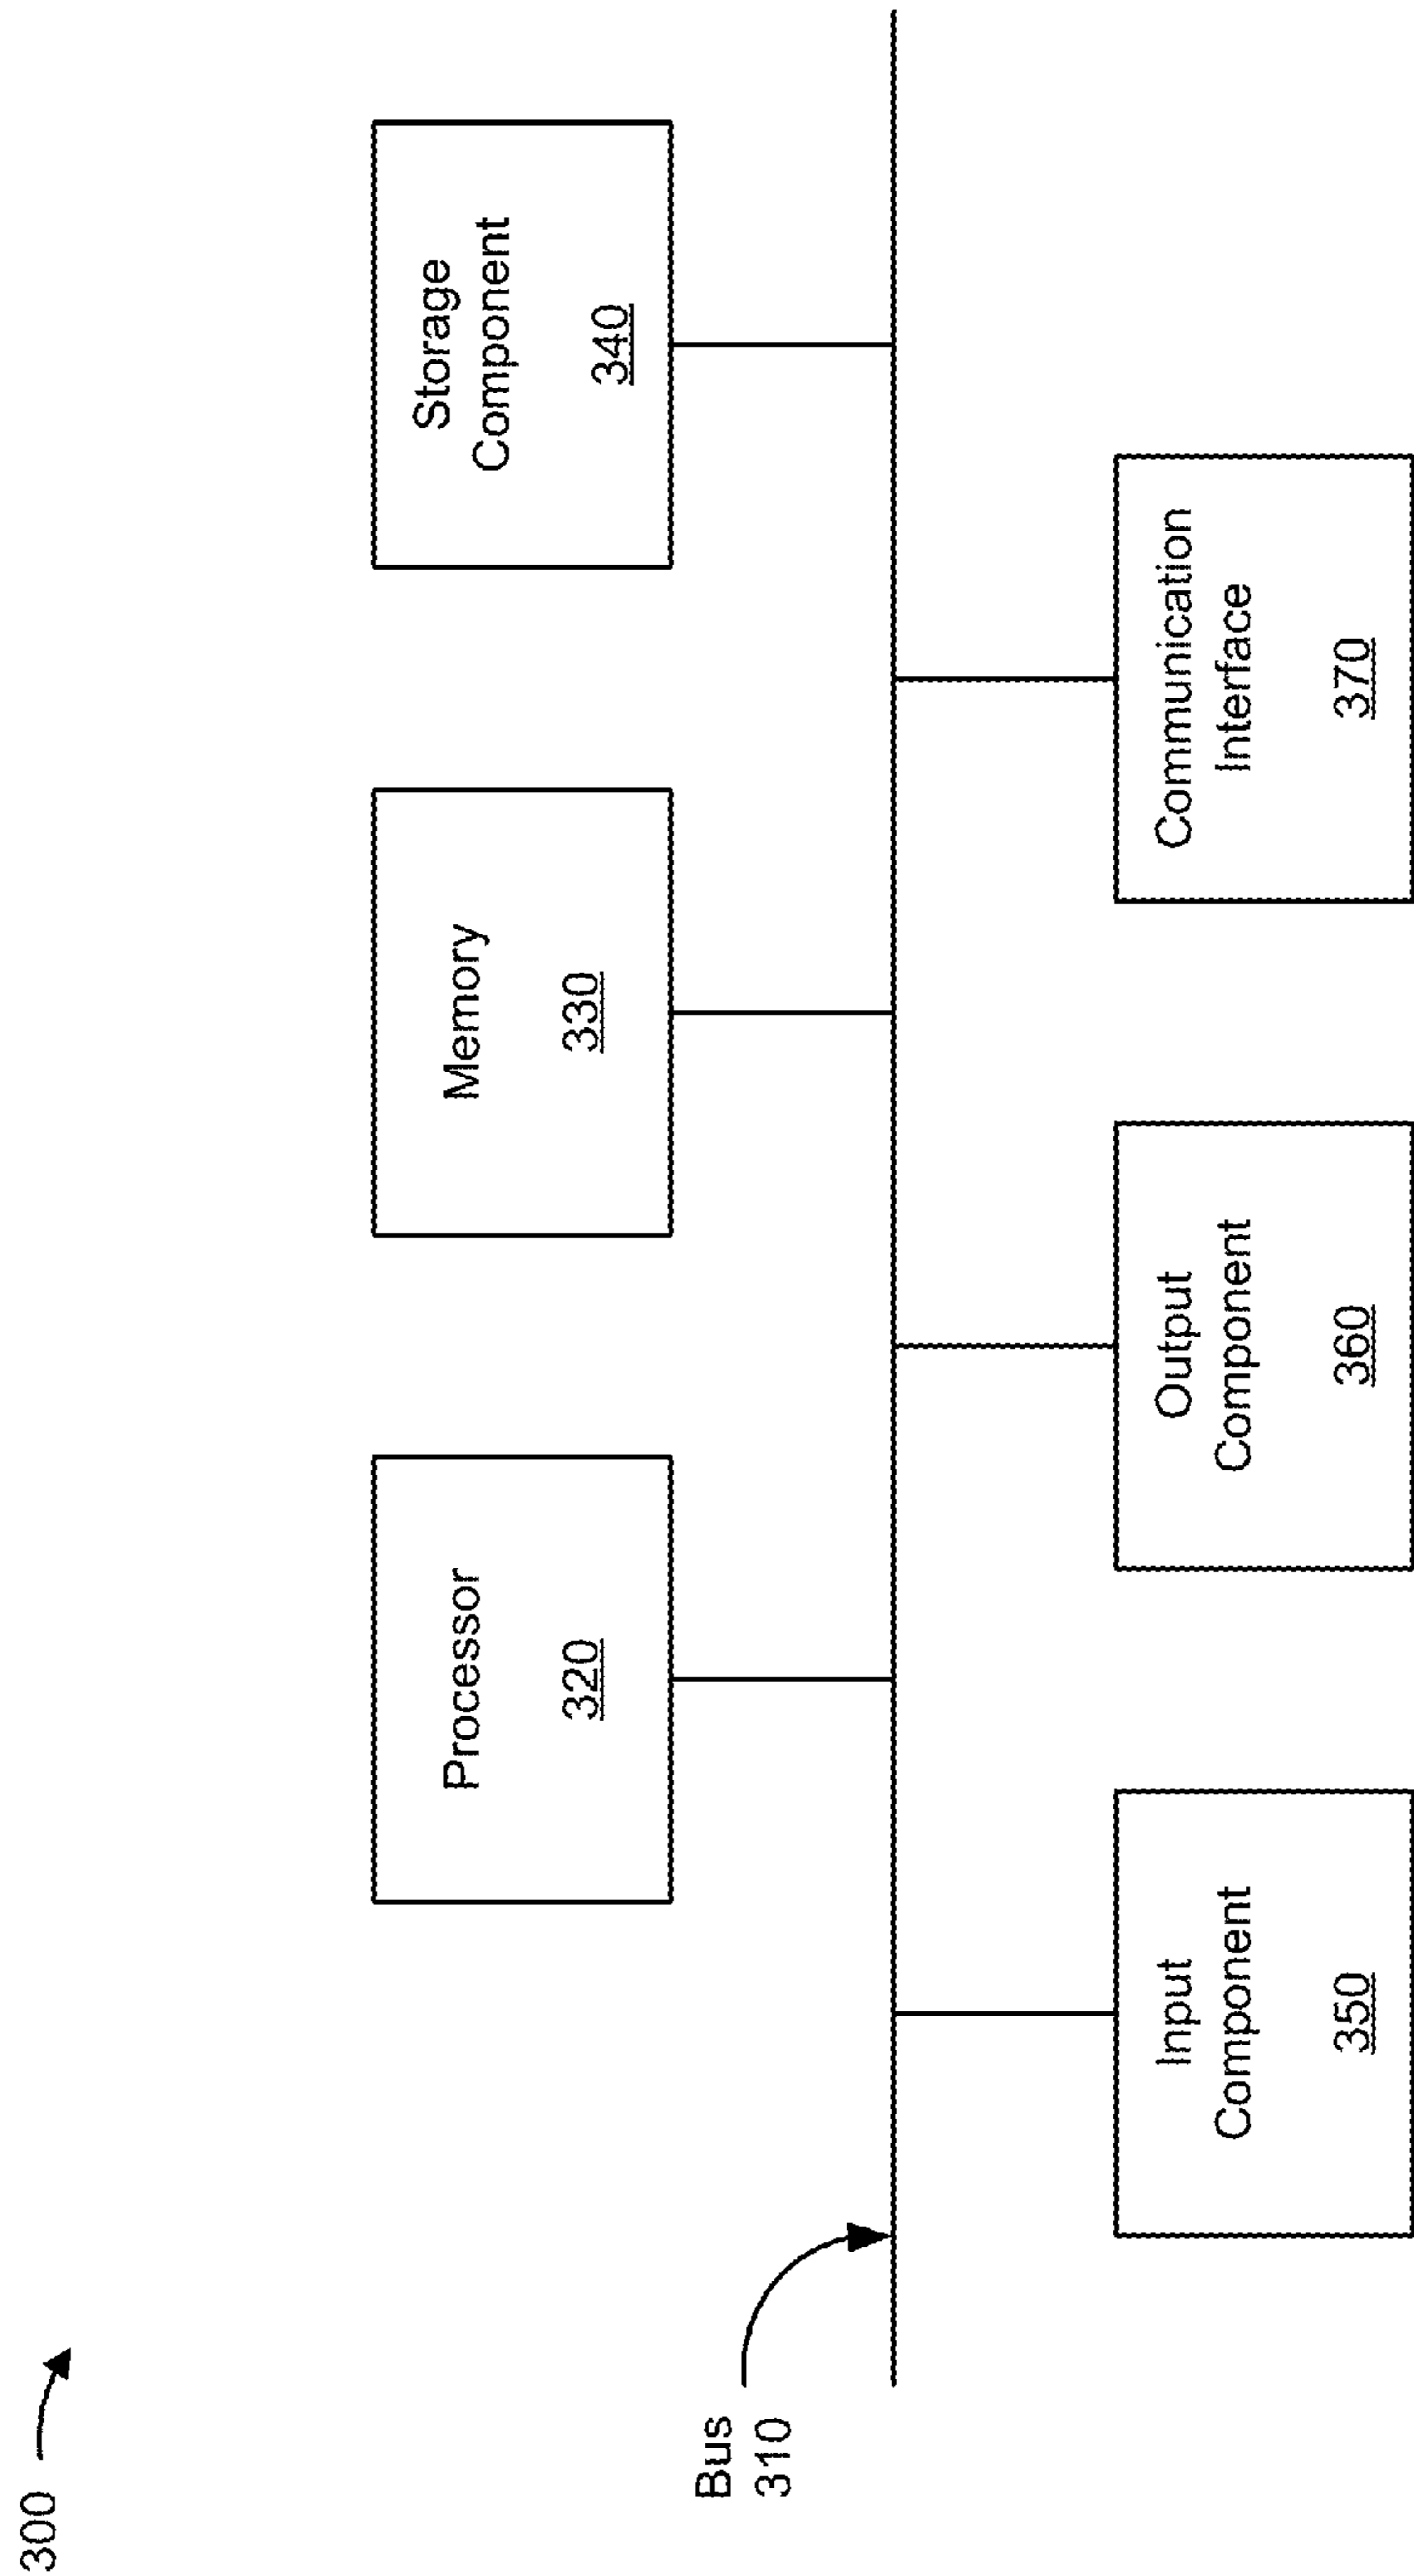 300
Processor
320
Memory
330
Storage
Component
340
Bus
310
Input
Component
350
Output
Component
360
Communication
Interface
370